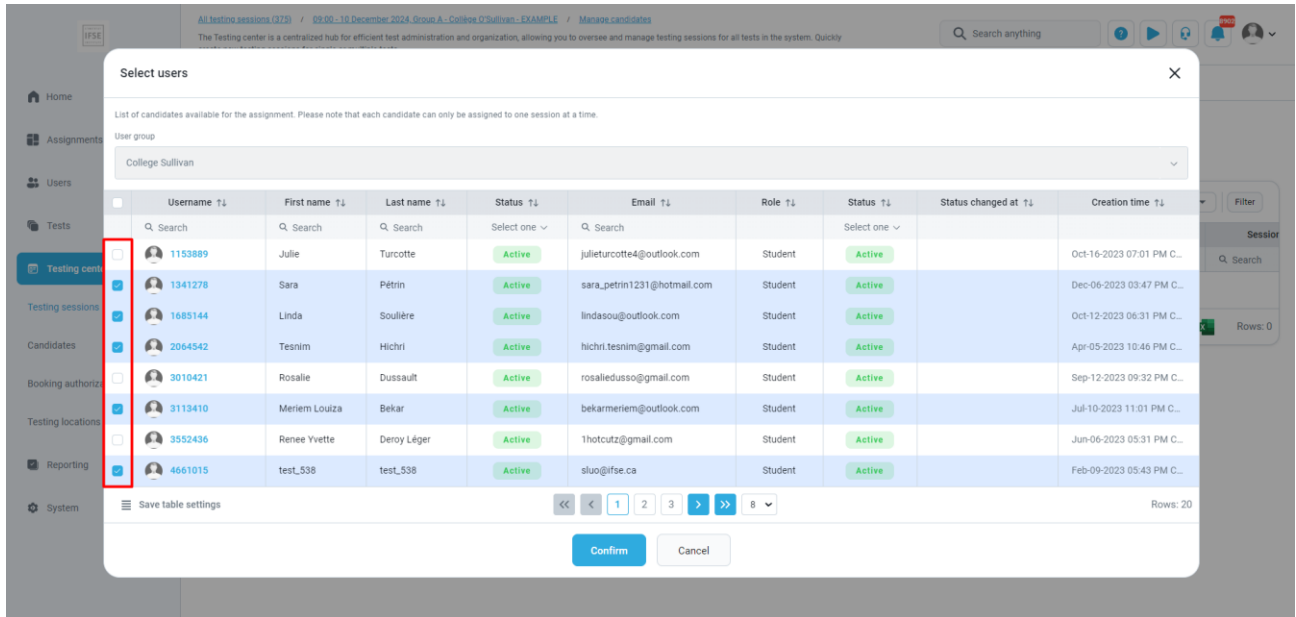 IFSE
All testing sessions (375) / 09:00 - 10 December 2024, Group A - Collège O'Sullivan - EXAMPLE / Manage candidates
The Testing center is a centralized hub for efficient test administration and organization, allowing you to oversee and manage testing sessions for all tests in the system. Quickly
Search anything
Select users
Home
List of candidates available for the assignment. Please note that each candidate can only be assigned to one session at a time.
Assignments
User group
College Sullivan
Users
Username First name Last name Status Email Role Status Status changed at Creation time
Filter
Tests
Search Search Search Select one Search Select one
1153889 Julie Turcotte Active julieturcotte4@outlook.com Student Active Oct-16-2023 07:01 PM C...
Search
Testing cent
1341278 Sara Pétrin Active sara_petrin1231@hotmail.com Student Active Dec-06-2023 03:47 PM C...
Testing sessions
1685144 Linda Soulière Active lindasou@outlook.com Student Active Oct-12-2023 06:31 PM C...
Rows: 0
Candidates
2064542 Tesnim Hichri Active hichri.tesnim@gmail.com Student Active Apr-05-2023 10:46 PM C...
Booking authoriza
3010421 Rosalie Dussault Active rosaliedusso@gmail.com Student Active Sep-12-2023 09:32 PM C...
3113410 Meriem Louiza Bekar Active bekarmeriem@outlook.com Student Active Jul-10-2023 11:01 PM C...
Testing locations
3552436 Renee Yvette Deroy Léger Active 1hotcutz@gmail.com Student Active Jun-06-2023 05:31 PM C...
Reporting
4661015 test_538 test_538 Active sluo@ifse.ca Student Active Feb-09-2023 05:43 PM C...
System
Save table settings
1 2 3
8
Rows: 20
Confirm Cancel